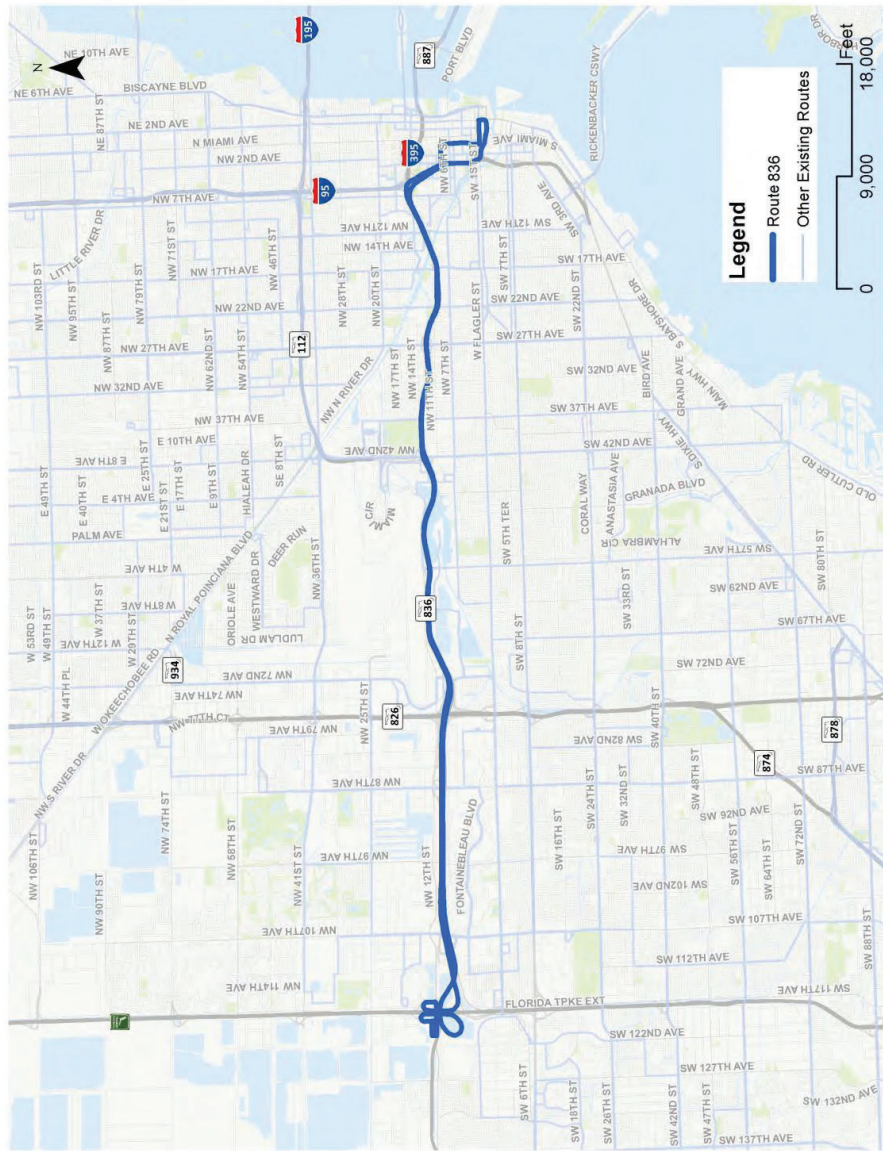 NE 10TH AVE
NE 6TH AVE
BISCAYNE BLVD
NE 87TH ST
NE 2ND AVE
N MIAMI AVE
NW 2ND AVE
NW 7TH AVE
95
195
395
887
PORT BLVD
N
HARBOR DR
RICKENBACKER CSWY
S MIAMI AVE
NW 6TH ST
SW 1ST ST
SW 3RD AVE
SW 12TH AVE
NW 12TH AVE
NW 14TH AVE
LITTLE RIVER DR
NW 103RD ST
NW 95TH ST
NW 87TH ST
NW 79TH ST
NW 71ST ST
NW 62ND ST
NW 54TH ST
NW 46TH ST
NW 17TH AVE
NW 22ND AVE
NW 27TH AVE
NW 32ND AVE
NW 37TH AVE
112
NW 28TH ST
NW 20TH ST
NW N RIVER DR
NW 17TH ST
NW 14TH ST
NW 11TH ST
NW 7TH ST
W FLAGLER ST
SW 7TH ST
SW 17TH AVE
SW 22ND AVE
SW 22ND ST
SW 27TH AVE
SW 32ND AVE
SW 37TH AVE
SW 42ND AVE
BIRD AVE
GRAND AVE
MAIN HWY
S BAYSHORE DR
S DIXIE HWY
OLD CUTLER RD
E 10TH AVE
E 8TH AVE
E 4TH AVE
PALM AVE
E 49TH ST
E 40TH ST
E 25TH ST
E 21ST ST
E 17TH ST
E 9TH ST
HIALEAH DR
SE 8TH ST
NW 42ND AVE
MIAMI CIR
DEER RUN
NW 36TH ST
WESTWARD DR
ORIOLE AVE
LUDLAM DR
N ROYAL POINCIANA BLVD
W 4TH AVE
W 8TH AVE
W 12TH AVE
W 53RD ST
W 49TH ST
W 44TH PL
W 37TH ST
W 29TH ST
W OKEECHOBEE RD
934
NW 72ND AVE
NW 74TH AVE
NW 77TH CT
NW 79TH AVE
NW 25TH ST
826
836
CORAL WAY
ANASTASIA AVE
GRANADA BLVD
ALHAMBRA CIR
SW 5TH TER
SW 8TH ST
SW 33RD ST
SW 57TH AVE
SW 62ND AVE
SW 67TH AVE
SW 72ND AVE
SW 80TH ST
SW 40TH ST
SW 82ND AVE
SW 87TH AVE
874
878
NW S RIVER DR
NW 106TH ST
NW 90TH ST
NW 74TH ST
NW 58TH ST
NW 41ST ST
NW 87TH AVE
NW 97TH AVE
NW 107TH AVE
NW 114TH AVE
NW 12TH ST
FONTAINEBLEAU BLVD
SW 16TH ST
SW 24TH ST
SW 32ND ST
SW 48TH ST
SW 56TH ST
SW 64TH ST
SW 72ND ST
SW 88TH ST
SW 92ND AVE
SW 97TH AVE
SW 102ND AVE
SW 107TH AVE
SW 112TH AVE
SW 117TH AVE
FLORIDA TPKE EXT
SW 122ND AVE
SW 127TH AVE
SW 132ND AVE
SW 137TH AVE
SW 6TH ST
SW 18TH ST
SW 26TH ST
SW 42ND ST
SW 47TH ST
Legend
Route 836
Other Existing Routes
0
9,000
18,000
Feet